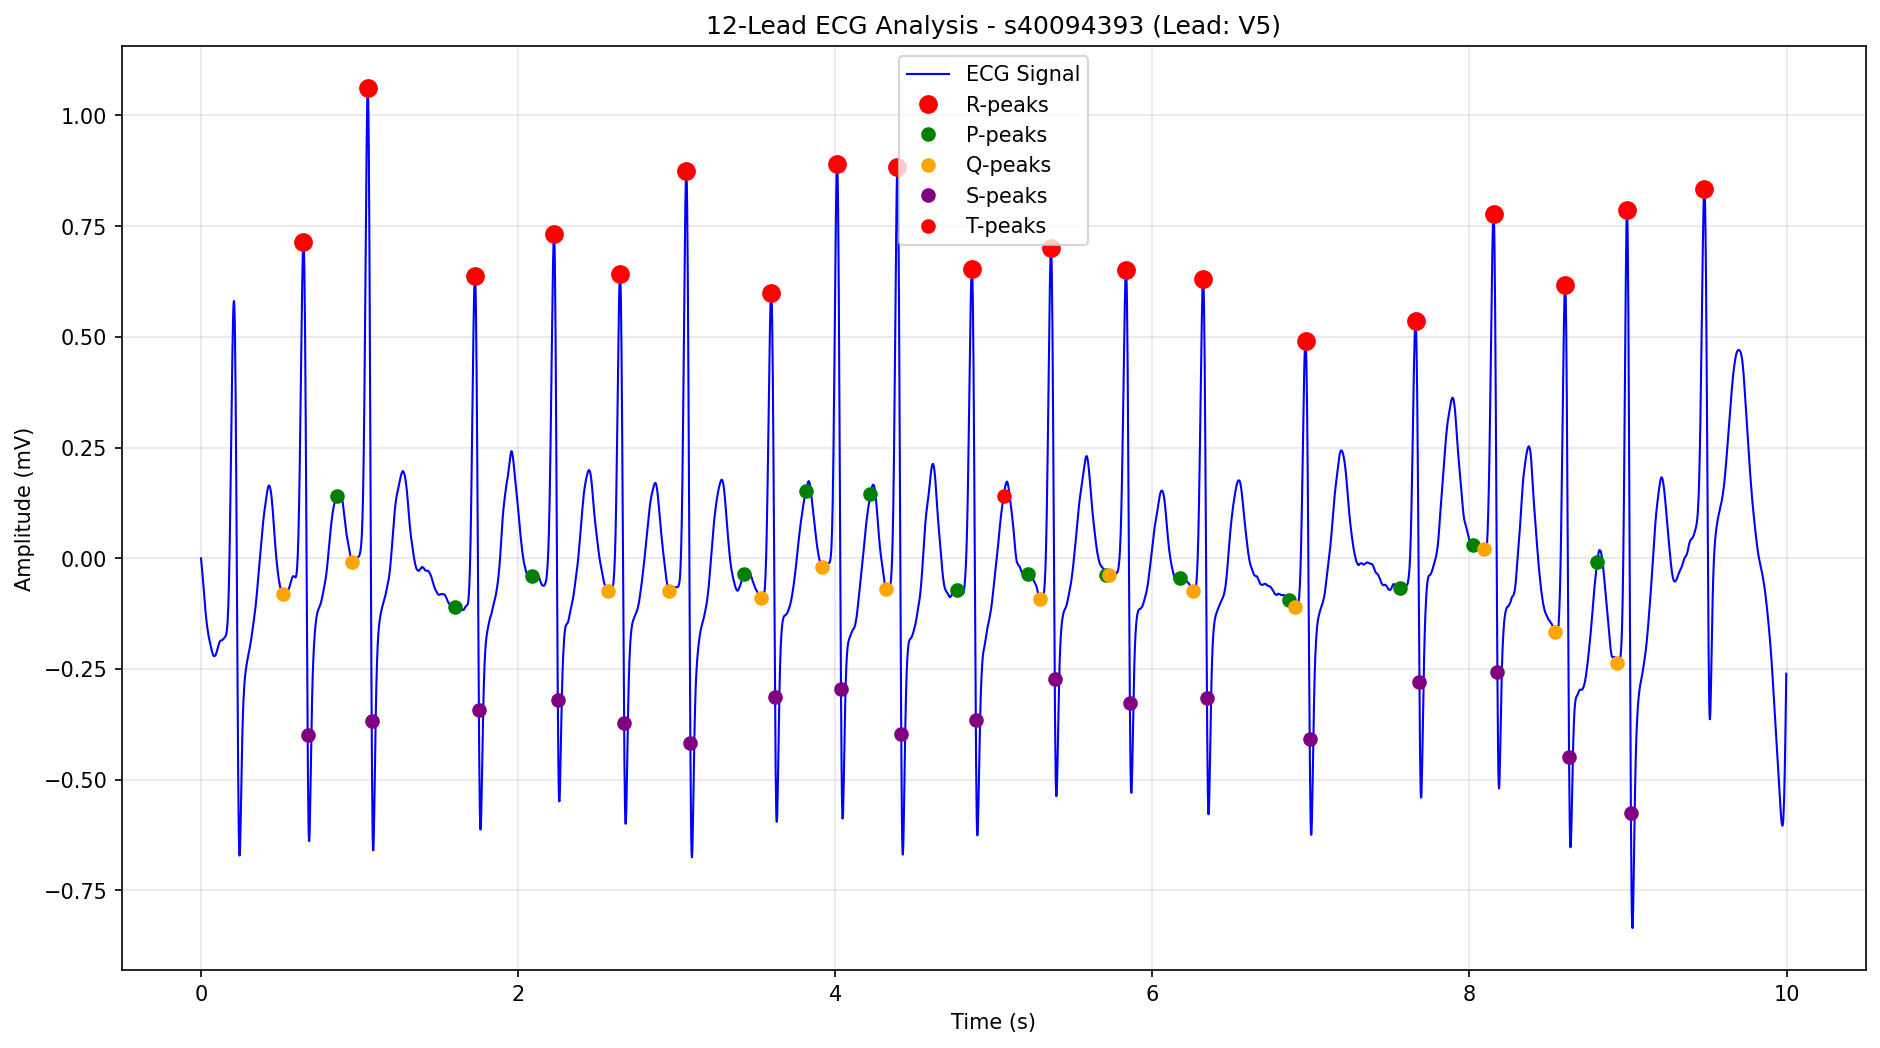 12-Lead ECG Analysis - s40094393 (Lead: V5)
ECG Signal
R-peaks
P-peaks
Q-peaks
S-peaks
T-peaks
Amplitude (mV)
1.00
0.75
0.50
0.25
0.00
−0.25
−0.50
−0.75
0 2 4 6 8 10
Time (s)